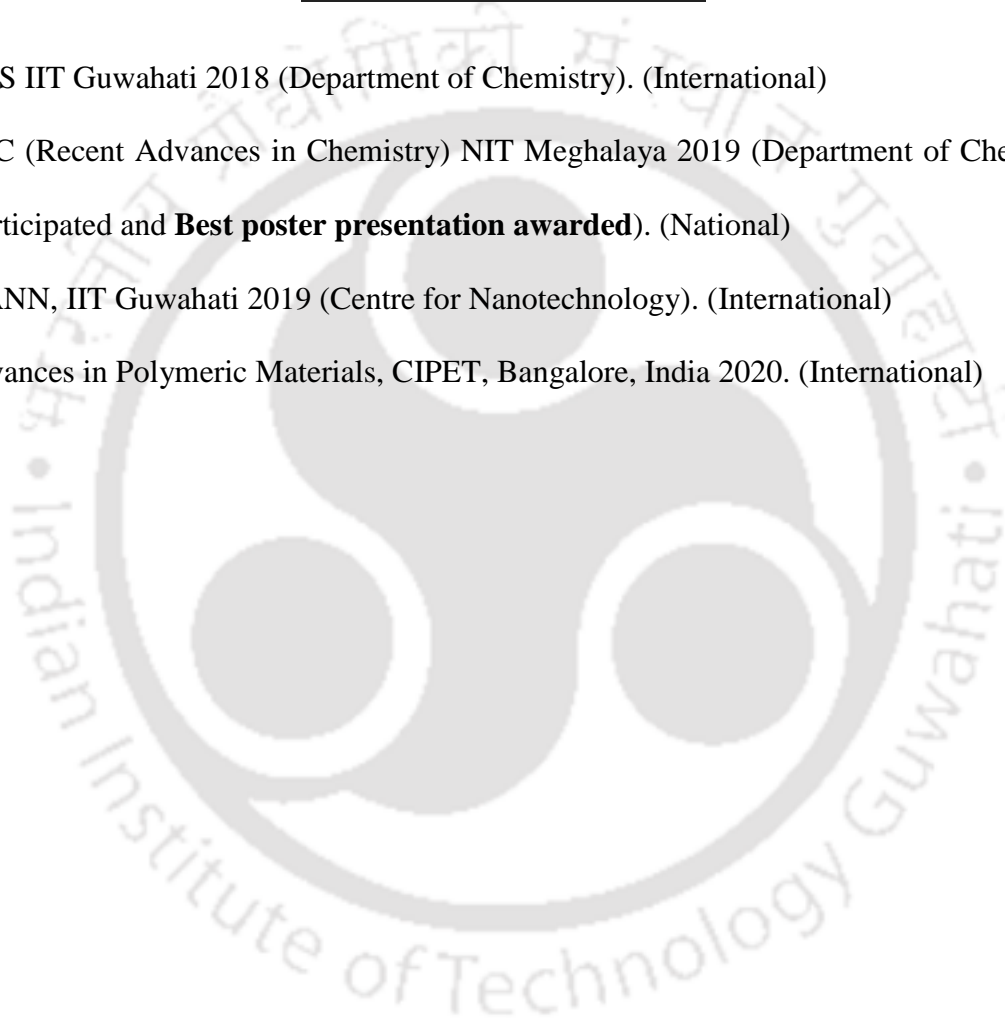 S IIT Guwahati 2018 (Department of Chemistry). (International)
C (Recent Advances in Chemistry) NIT Meghalaya 2019 (Department of Che
rticipated and Best poster presentation awarded). (National)
ANN, IIT Guwahati 2019 (Centre for Nanotechnology). (International)
vances in Polymeric Materials, CIPET, Bangalore, India 2020. (International)
Indian Institute of Technology Guwahati